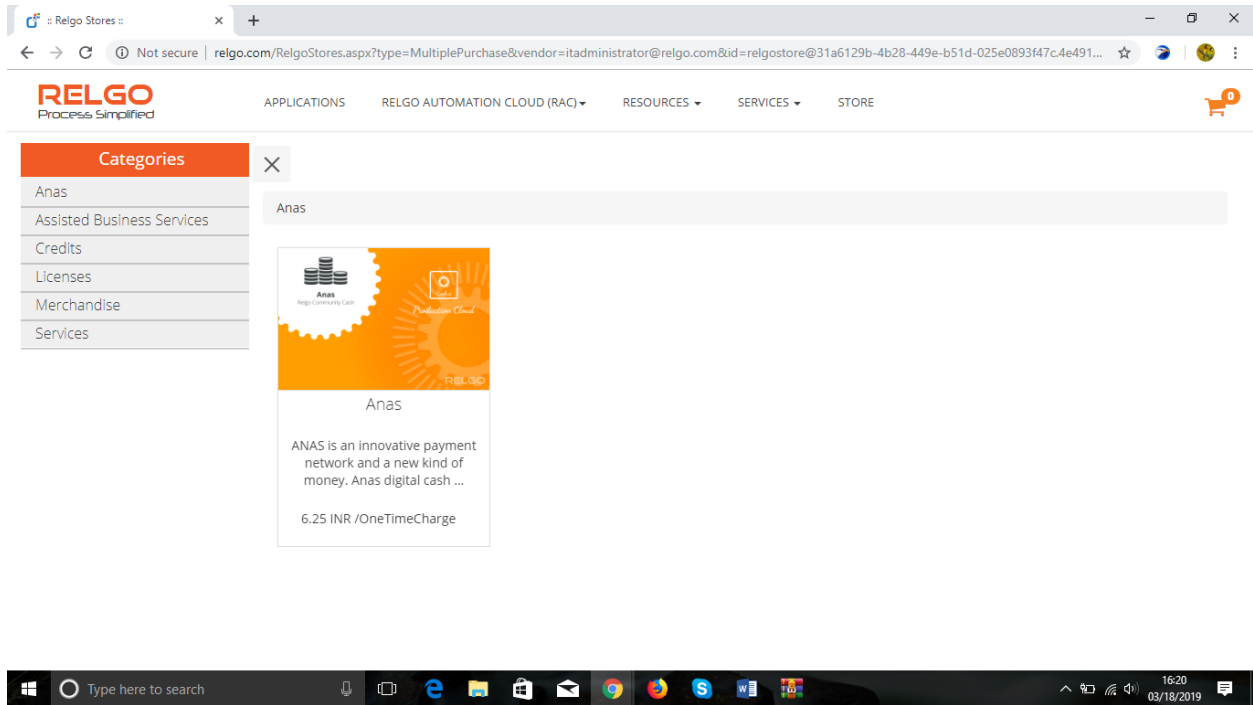 :: Relgo Stores ::
Not secure | relgo.com/RelgoStores.aspx?type=MultiplePurchase&vendor=itadministrator@relgo.com&id=relgostore@31a6129b-4b28-449e-b51d-025e0893f47c.4e491...
RELGO
Process Simplified
APPLICATIONS
RELGO AUTOMATION CLOUD (RAC)
RESOURCES
SERVICES
STORE
0
Categories
Anas
Assisted Business Services
Credits
Licenses
Merchandise
Services
Anas
Anas
Relgo Community Cash
Production Cloud
RELGO
Anas
ANAS is an innovative payment
network and a new kind of
money. Anas digital cash ...
6.25 INR /OneTimeCharge
Type here to search
16:20
03/18/2019